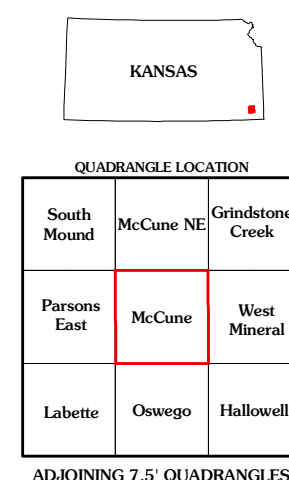 KANSAS
QUADRANGLE LOCATION
South
Mound
McCune NE
Grindstone
Creek
Parsons
East
McCune
West
Mineral
Labette
Oswego
Hallowell
ADJOINING 7.5' QUADRANGLES